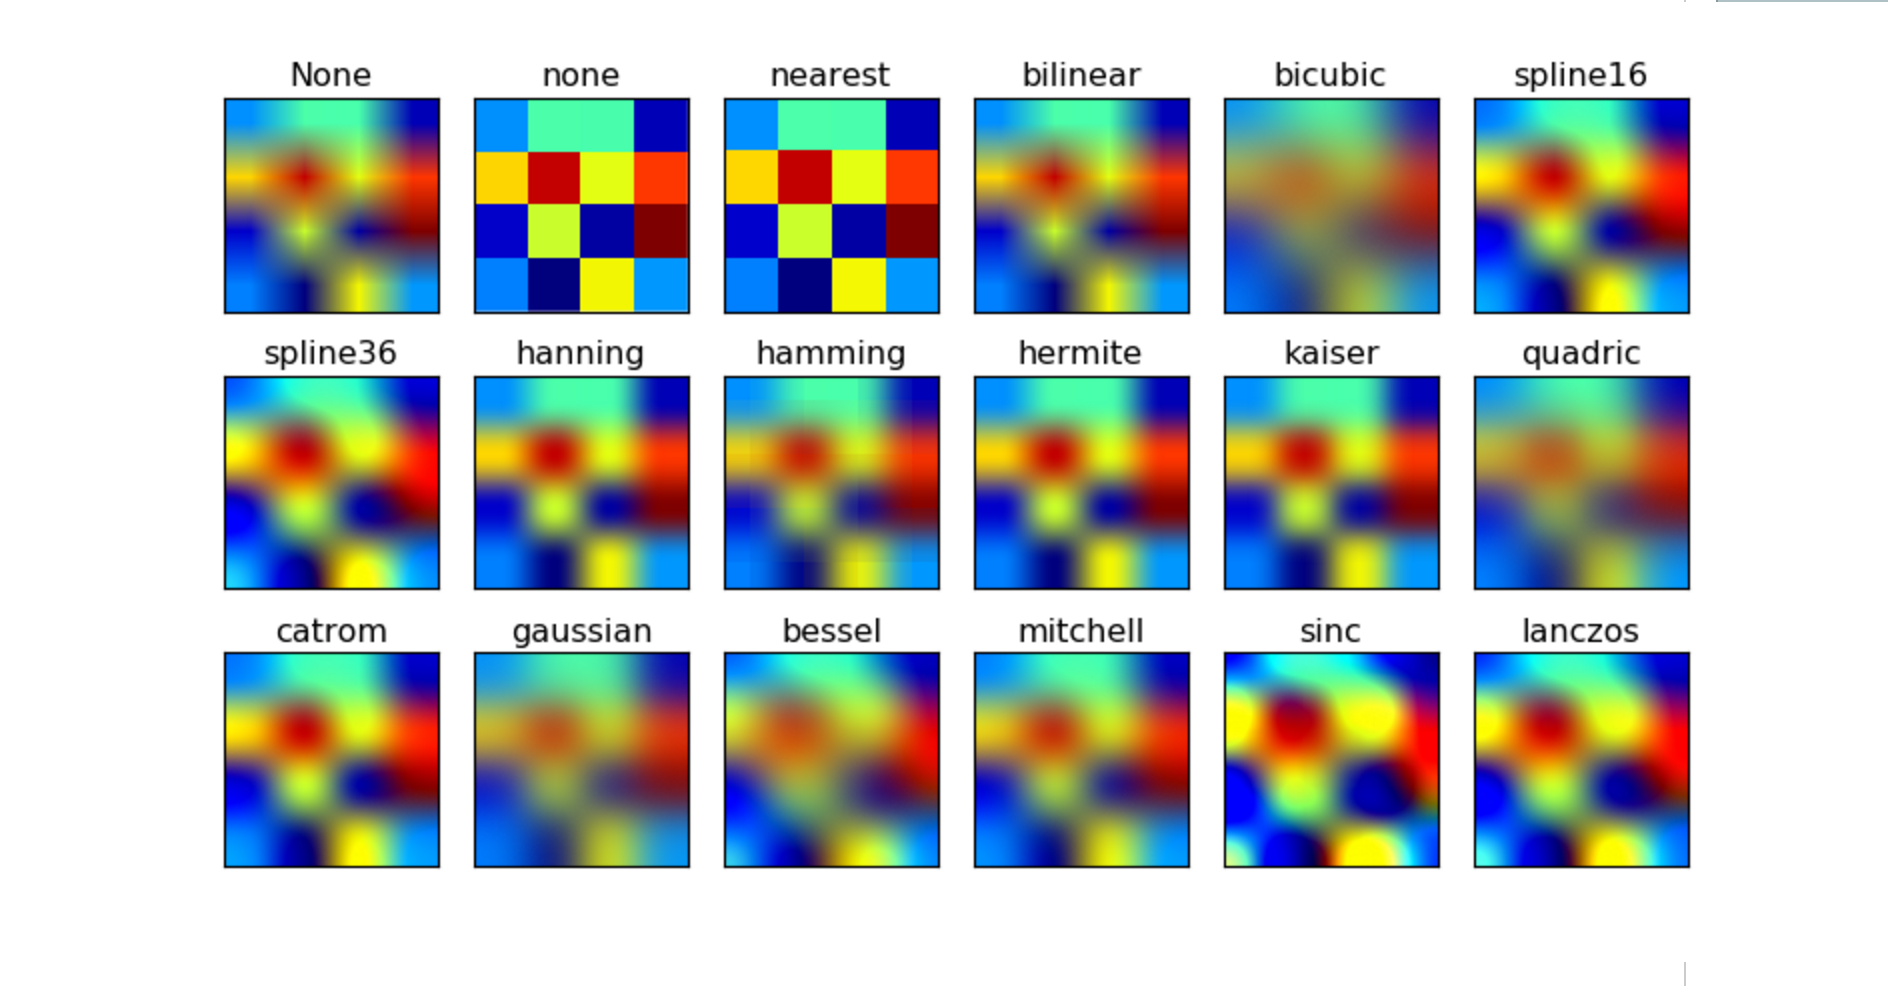 None none nearest bilinear bicubic spline16
spline36 hanning hamming hermite kaiser quadric
catrom gaussian bessel mitchell sinc lanczos